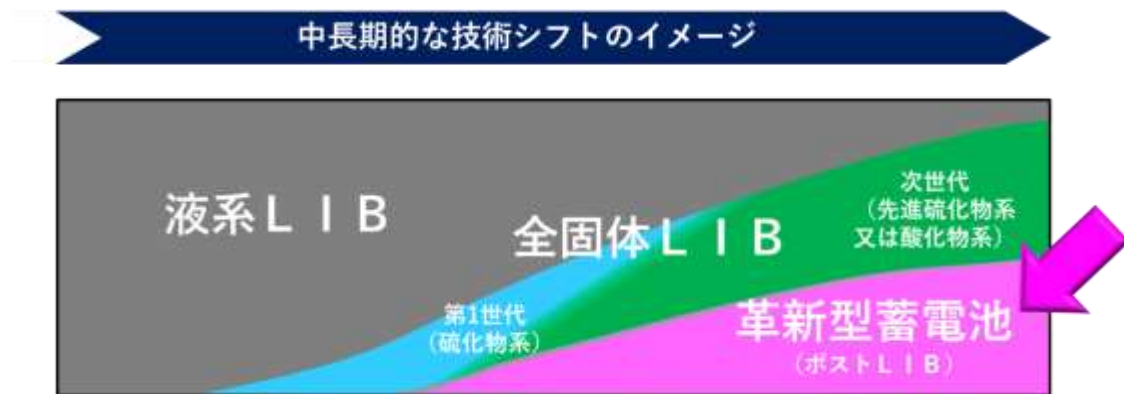 中長期的な技術シフトのイメージ
液系ＬＩＢ
全固体ＬＩＢ
次世代
（先進硫化物系
又は酸化物系）
第1世代
（硫化物系）
革新型蓄電池
（ポストＬＩＢ）